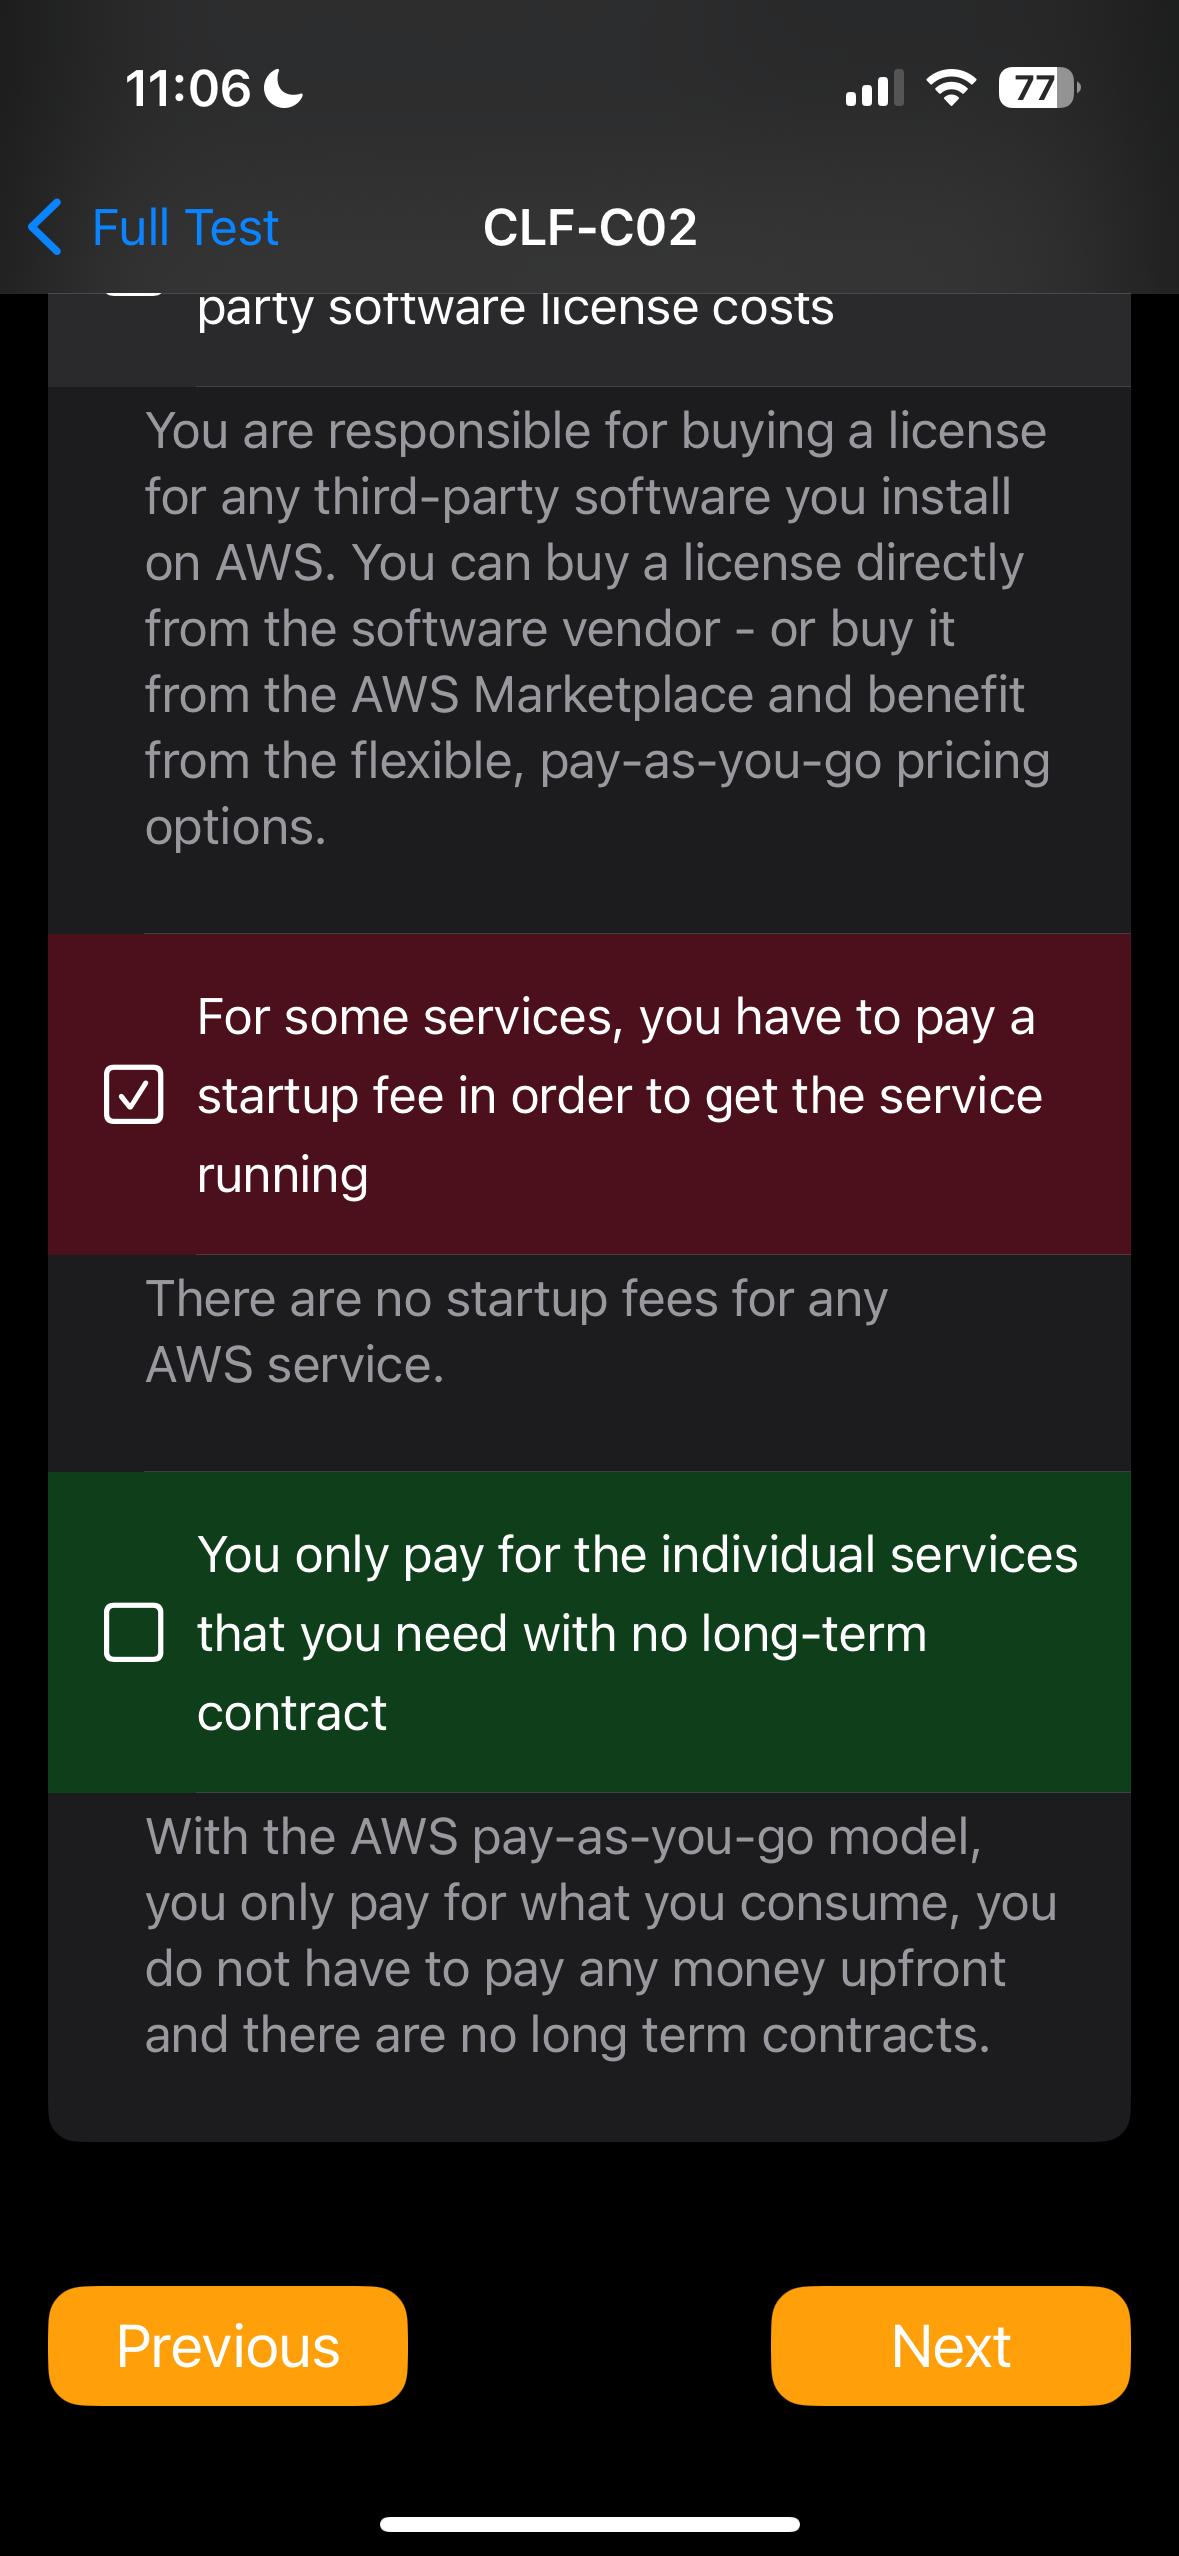 11:06
77
Full Test
CLF-C02
party software license costs
You are responsible for buying a license
for any third-party software you install
on AWS. You can buy a license directly
from the software vendor - or buy it
from the AWS Marketplace and benefit
from the flexible, pay-as-you-go pricing
options.
For some services, you have to pay a
startup fee in order to get the service
running
There are no startup fees for any
AWS service.
You only pay for the individual services
that you need with no long-term
contract
With the AWS pay-as-you-go model,
you only pay for what you consume, you
do not have to pay any money upfront
and there are no long term contracts.
Previous
Next